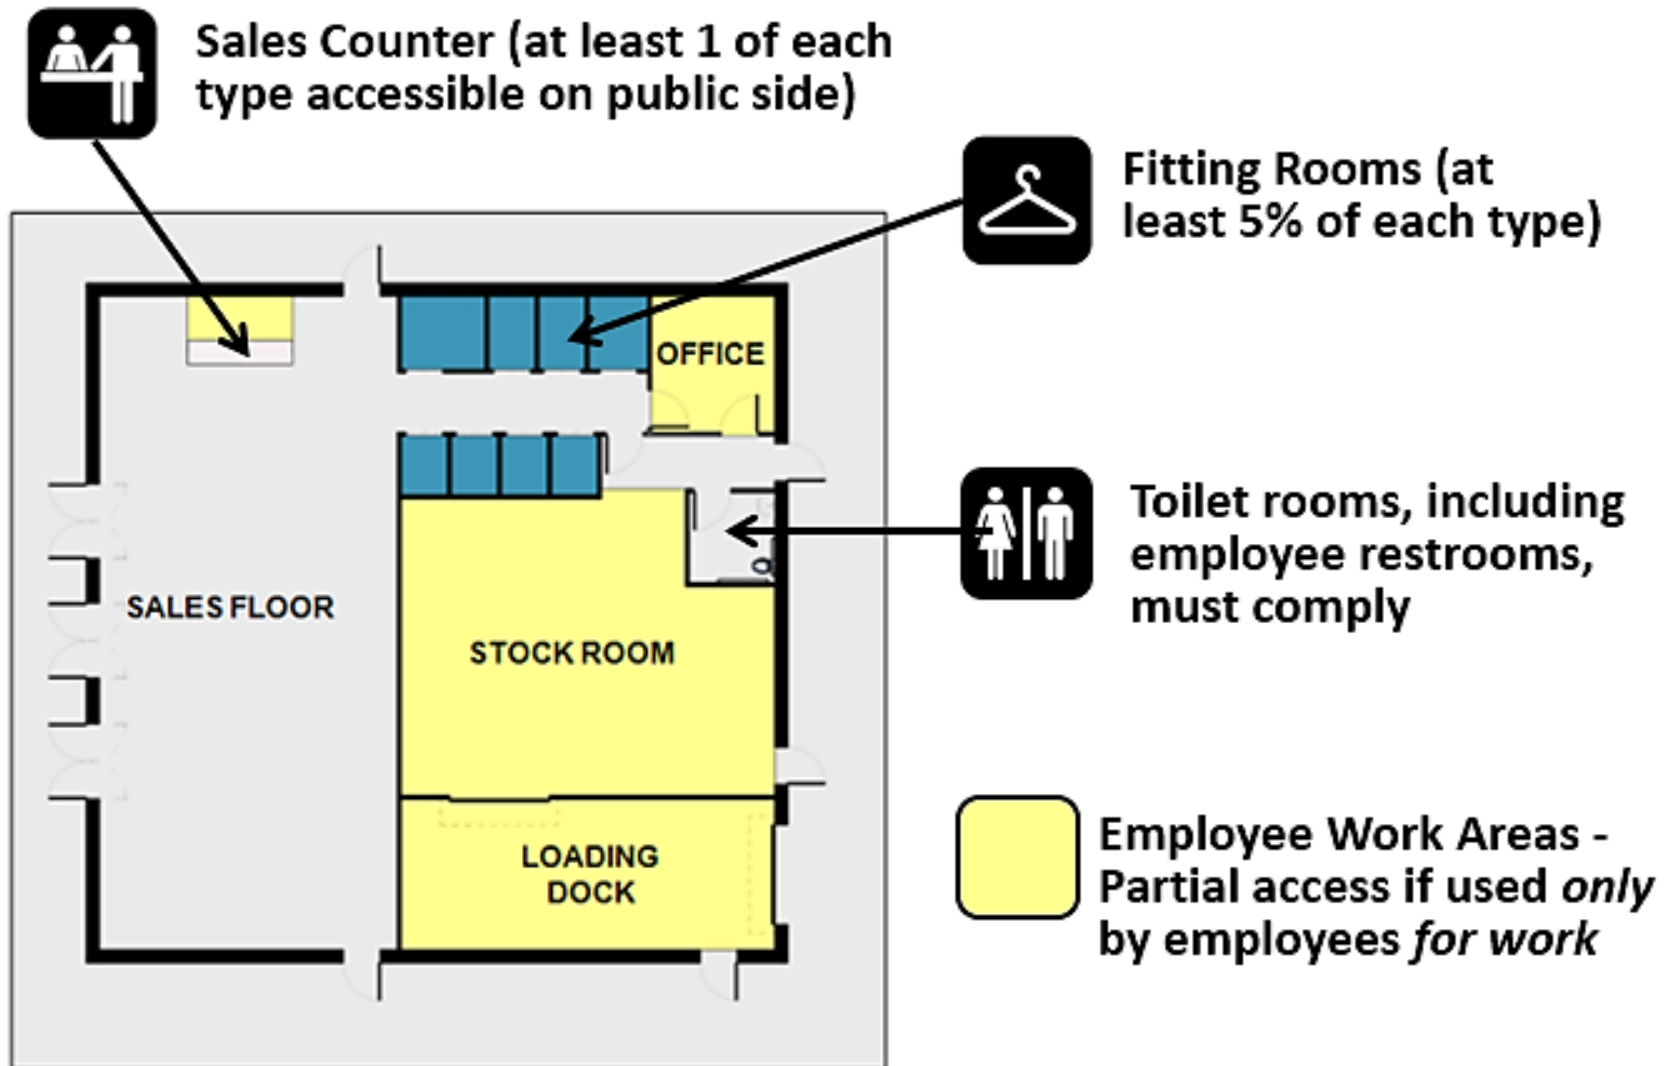 Sales Counter (at least 1 of each
type accessible on public side)
Fitting Rooms (at
least 5% of each type)
OFFICE
Toilet rooms, including
employee restrooms,
must comply
SALES FLOOR
STOCK ROOM
Employee Work Areas -
Partial access if used only
by employees for work
LOADING
DOCK